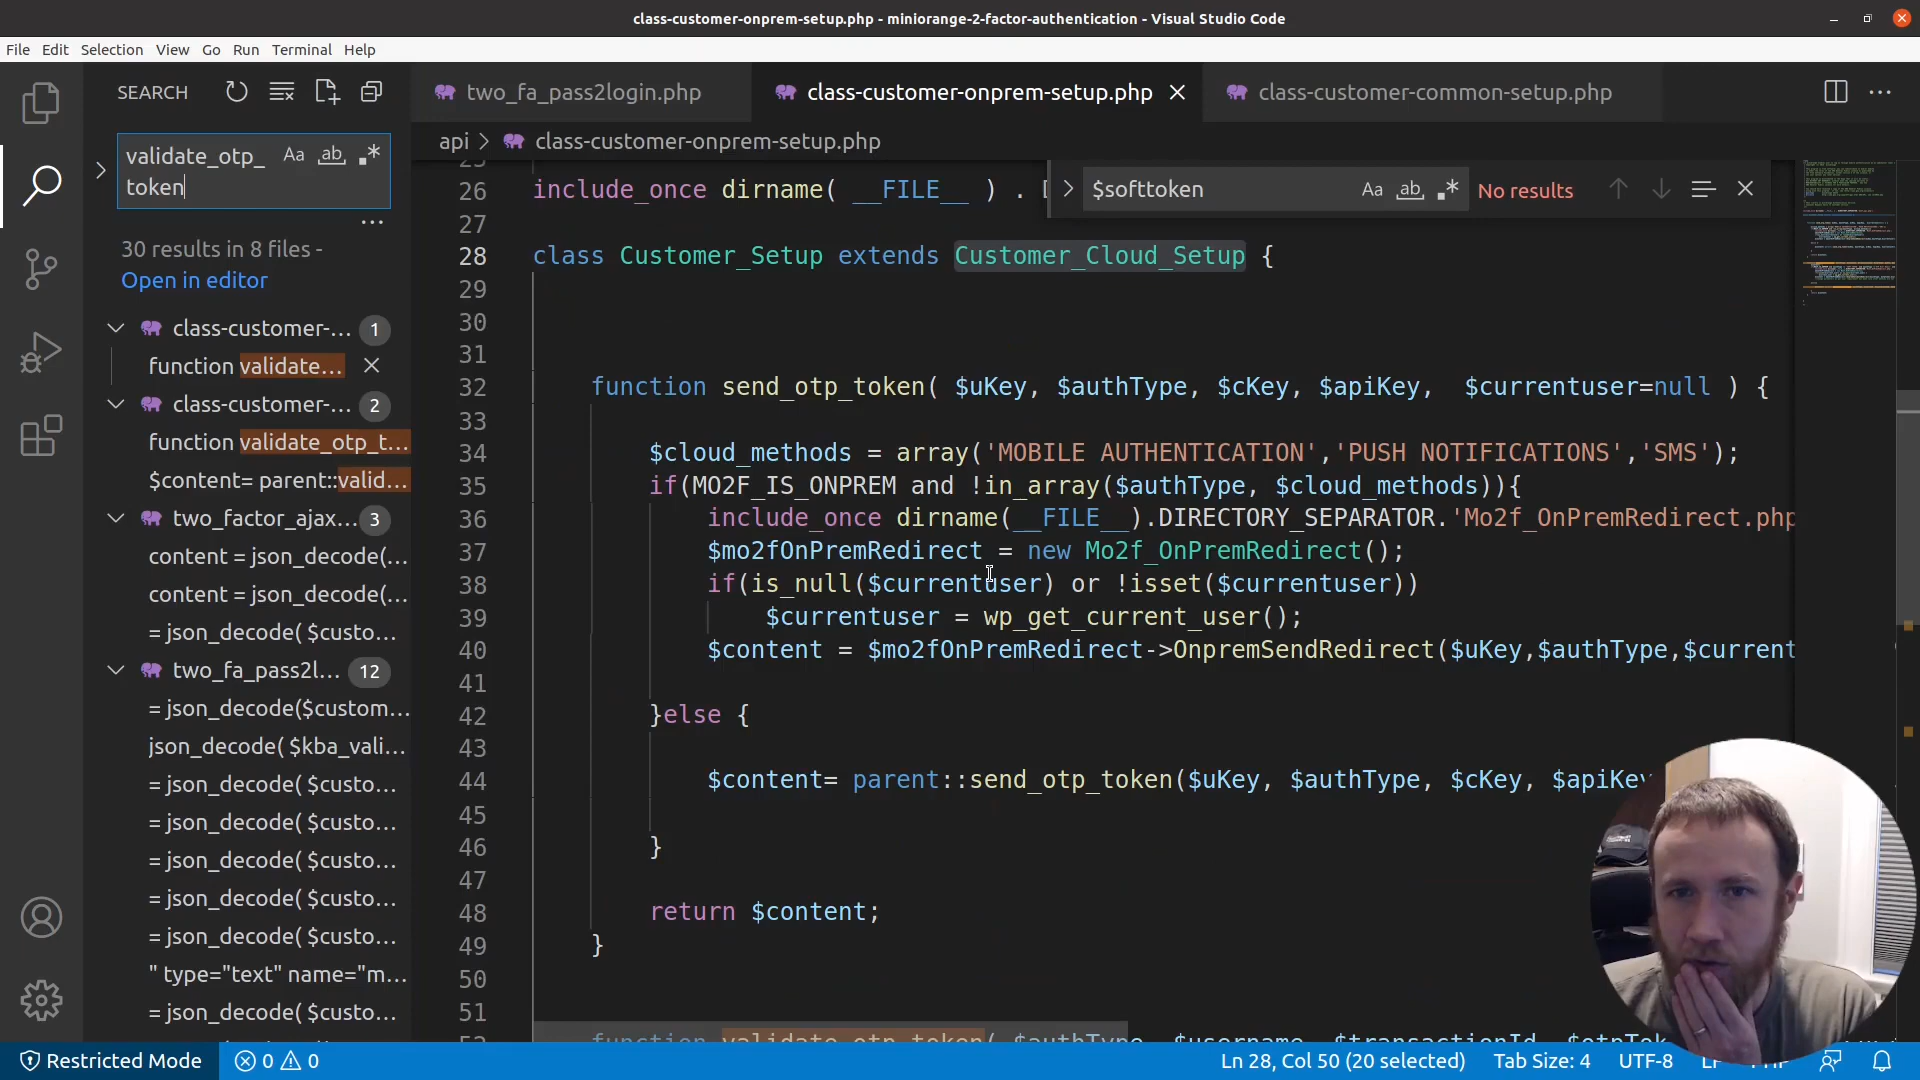 class-customer-onprem-setup.php - miniorange-2-factor-authentication - Visual Studio Code
File Edit Selection View Go Run Terminal Help
SEARCH
validate_otp_
token
Aa ab .*
30 results in 8 files -
Open in editor
class-customer-... 1
function validate...
class-customer-... 2
function validate_otp_t...
$content= parent::valid...
two_factor_ajax... 3
content = json_decode(...
content = json_decode(...
= json_decode( $custo...
two_fa_pass2l... 12
= json_decode($custom...
json_decode( $kba_vali...
= json_decode( $custo...
= json_decode( $custo...
= json_decode( $custo...
= json_decode( $custo...
= json_decode( $custo...
" type="text" name="m...
= json_decode( $custo...
two_fa_pass2login.php
class-customer-onprem-setup.php
class-customer-common-setup.php
api > class-customer-onprem-setup.php
$softtoken Aa ab .* No results
26 include_once dirname( __FILE__ ) .
27
28 class Customer_Setup extends Customer_Cloud_Setup {
29
30
31
32 function send_otp_token( $uKey, $authType, $cKey, $apiKey, $currentuser=null ) {
33
34 $cloud_methods = array('MOBILE AUTHENTICATION','PUSH NOTIFICATIONS','SMS');
35 if(MO2F_IS_ONPREM and !in_array($authType, $cloud_methods)){
36 include_once dirname(__FILE__).DIRECTORY_SEPARATOR.'Mo2f_OnPremRedirect.php
37 $mo2fOnPremRedirect = new Mo2f_OnPremRedirect();
38 if(is_null($currentuser) or !isset($currentuser))
39 $currentuser = wp_get_current_user();
40 $content = $mo2fOnPremRedirect->OnpremSendRedirect($uKey,$authType,$current
41
42 }else {
43
44 $content= parent::send_otp_token($uKey, $authType, $cKey, $apiKey
45
46 }
47
48 return $content;
49 }
50
51
function validate_otp_token( $authType, $username, $transactionId, $otpTok
Restricted Mode 0 0
Ln 28, Col 50 (20 selected) Tab Size: 4 UTF-8